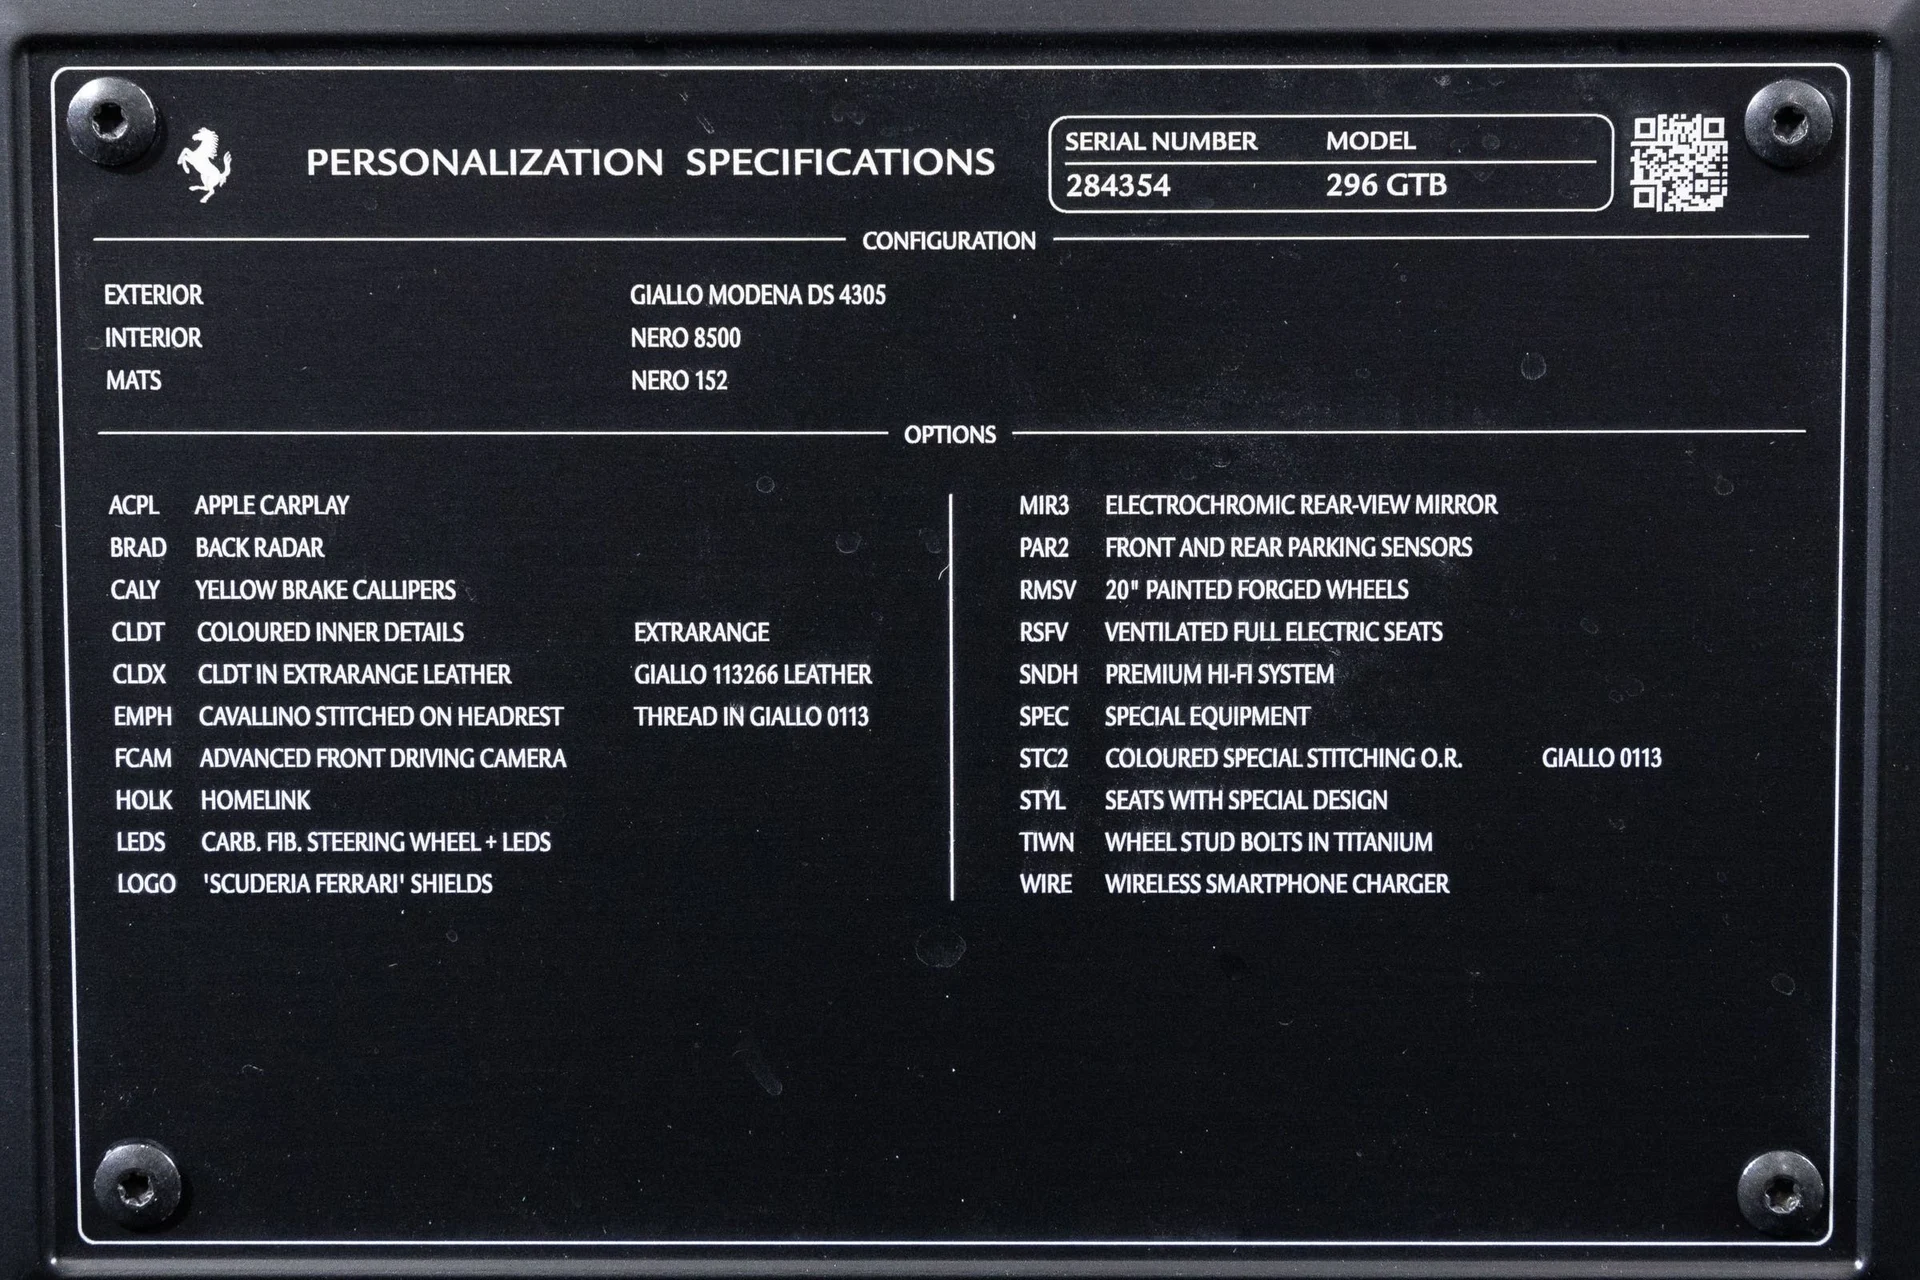 PERSONALIZATION SPECIFICATIONS
SERIAL NUMBER MODEL
284354 296 GTB
CONFIGURATION
EXTERIOR GIALLO MODENA DS 4305
INTERIOR NERO 8500
MATS NERO 152
OPTIONS
ACPL APPLE CARPLAY
BRAD BACK RADAR
CALY YELLOW BRAKE CALLIPERS
CLDT COLOURED INNER DETAILS EXTRARANGE
CLDX CLDT IN EXTRARANGE LEATHER GIALLO 113266 LEATHER
EMPH CAVALLINO STITCHED ON HEADREST THREAD IN GIALLO 0113
FCAM ADVANCED FRONT DRIVING CAMERA
HOLK HOMELINK
LEDS CARB. FIB. STEERING WHEEL + LEDS
LOGO 'SCUDERIA FERRARI' SHIELDS
MIR3 ELECTROCHROMIC REAR-VIEW MIRROR
PAR2 FRONT AND REAR PARKING SENSORS
RMSV 20" PAINTED FORGED WHEELS
RSFV VENTILATED FULL ELECTRIC SEATS
SNDH PREMIUM HI-FI SYSTEM
SPEC SPECIAL EQUIPMENT
STC2 COLOURED SPECIAL STITCHING O.R. GIALLO 0113
STYL SEATS WITH SPECIAL DESIGN
TIWN WHEEL STUD BOLTS IN TITANIUM
WIRE WIRELESS SMARTPHONE CHARGER